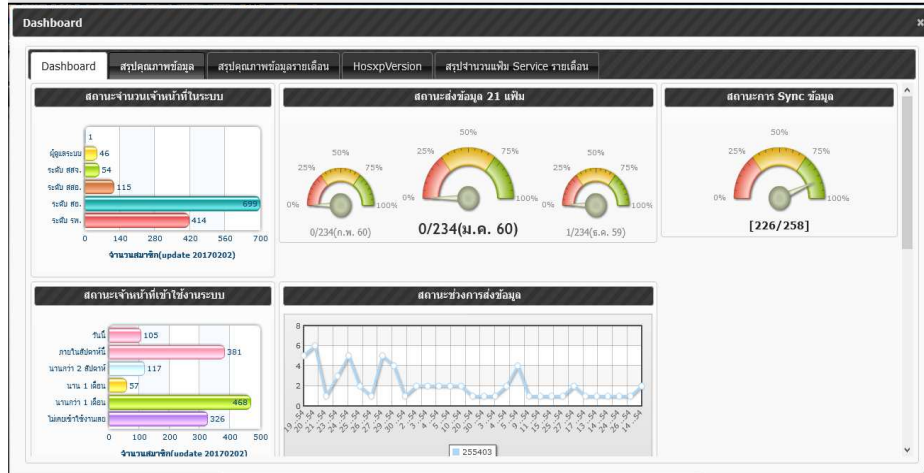 Dashboard
Dashboard สรุปคุณภาพข้อมูล สรุปคุณภาพข้อมูลรายเดือน HosxpVersion สรุปจำนวนแฟ้ม Service รายเดือน
สถานะจำนวนเจ้าหน้าที่ในระบบ
1
ผู้ดูแลระบบ 46
ระดับ สสจ. 54
ระดับ สสอ. 115
ระดับ สอ. 699
ระดับ รพ. 414
0 140 280 420 560 700
จำนวนสมาชิก(update 20170202)
สถานะส่งข้อมูล 21 แฟ้ม
0% 25% 50% 75% 100%
0/234(ก.พ. 60)
0% 25% 50% 75% 100%
0/234(ม.ค. 60)
0% 25% 50% 75% 100%
1/234(ธ.ค. 59)
สถานะการ Sync ข้อมูล
0% 25% 50% 75% 100%
[226/258]
สถานะเจ้าหน้าที่เข้าใช้งานระบบ
วันนี้ 105
ภายในสัปดาห์นี้ 381
นานกว่า 2 สัปดาห์ 117
นาน 1 เดือน 57
นานกว่า 1 เดือน 468
ไม่เคยเข้าใช้งานเลย 326
0 100 200 300 400 500
จำนวนสมาชิก(update 20170202)
สถานะช่วงการส่งข้อมูล
8
6
4
2
0
255403